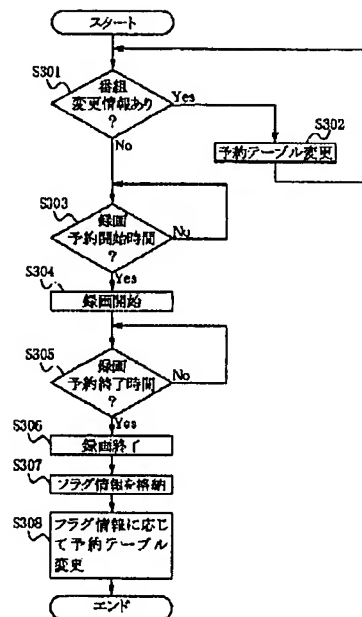 スタート
S301
番組
変更情報あり
?
Yes
No
S302
予約テーブル変更
S303
録画
予約開始時間
?
No
Yes
S304
録画開始
S305
録画
予約終了時間
?
No
Yes
S306
録画終了
S307
フラグ情報を格納
S308
フラグ情報に応じ
て予約テーブル
変更
エンド